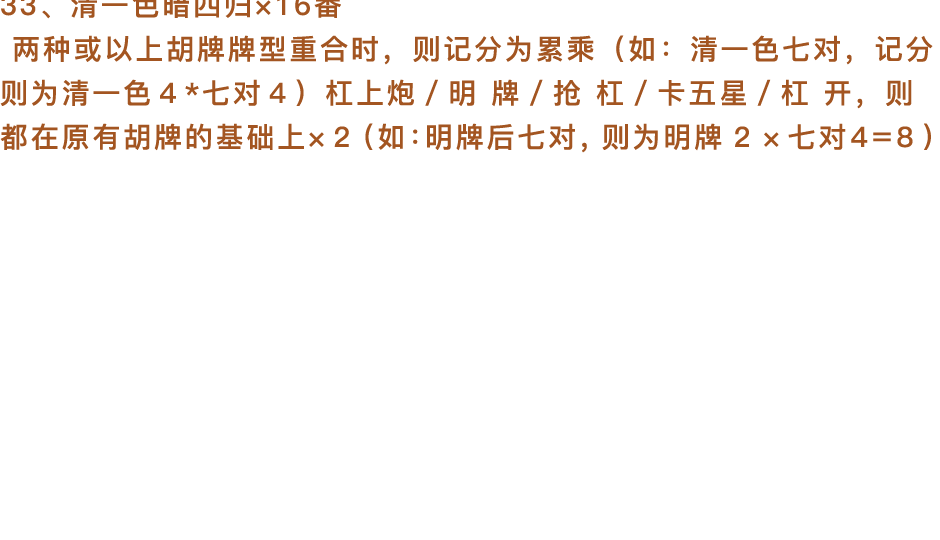 33、清一色暗四归×16番
两种或以上胡牌牌型重合时，则记分为累乘（如：清一色七对，记分
则为清一色4*七对4）杠上炮/明 牌/抢 杠/卡五星/杠 开，则
都在原有胡牌的基础上×2(如:明牌后七对,则为明牌 2 ×七对4=8)